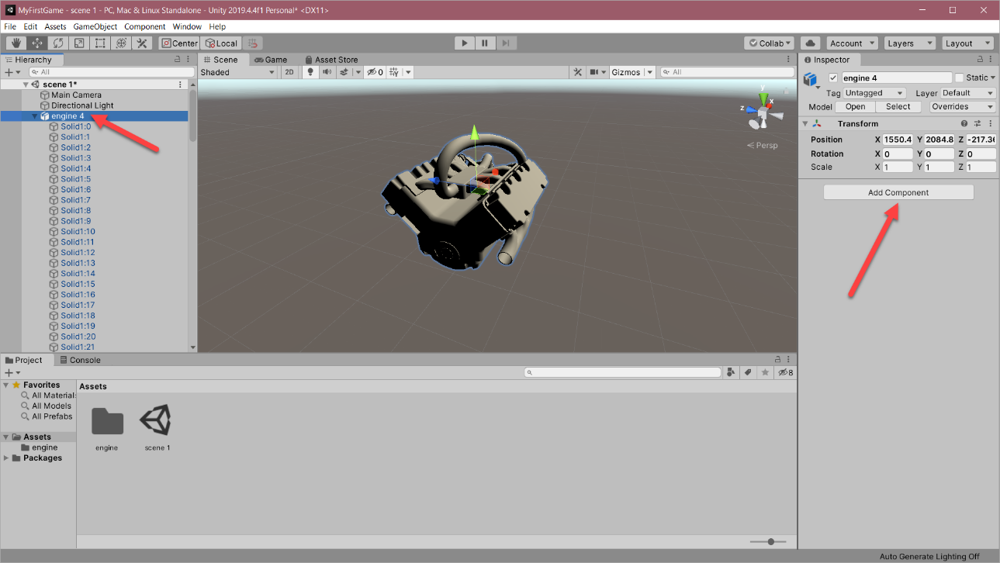 MyFirstGame - scene 1 - PC, Mac & Linux Standalone - Unity 2019.4.4f1 Personal* <DX11>
File Edit Assets GameObject Component Window Help
Center Local Collab Account Layers Layout
Hierarchy
All
scene 1*
Main Camera
Directional Light
engine 4
Solid1:0
Solid1:1
Solid1:2
Solid1:3
Solid1:4
Solid1:5
Solid1:6
Solid1:7
Solid1:8
Solid1:9
Solid1:10
Solid1:11
Solid1:12
Solid1:13
Solid1:14
Solid1:15
Solid1:16
Solid1:17
Solid1:18
Solid1:19
Solid1:20
Solid1:21
Scene Game Asset Store
Shaded 2D 0 Gizmos All
y
x
z
Persp
Inspector
engine 4 Static
Tag Untagged Layer Default
Model Open Select Overrides
Transform
Position X 1550.4 Y 2084.8 Z -217.36
Rotation X 0 Y 0 Z 0
Scale X 1 Y 1 Z 1
Add Component
Project Console
8
Favorites
All Materials
All Models
All Prefabs
Assets
engine
Packages
Assets
engine scene 1
Auto Generate Lighting Off